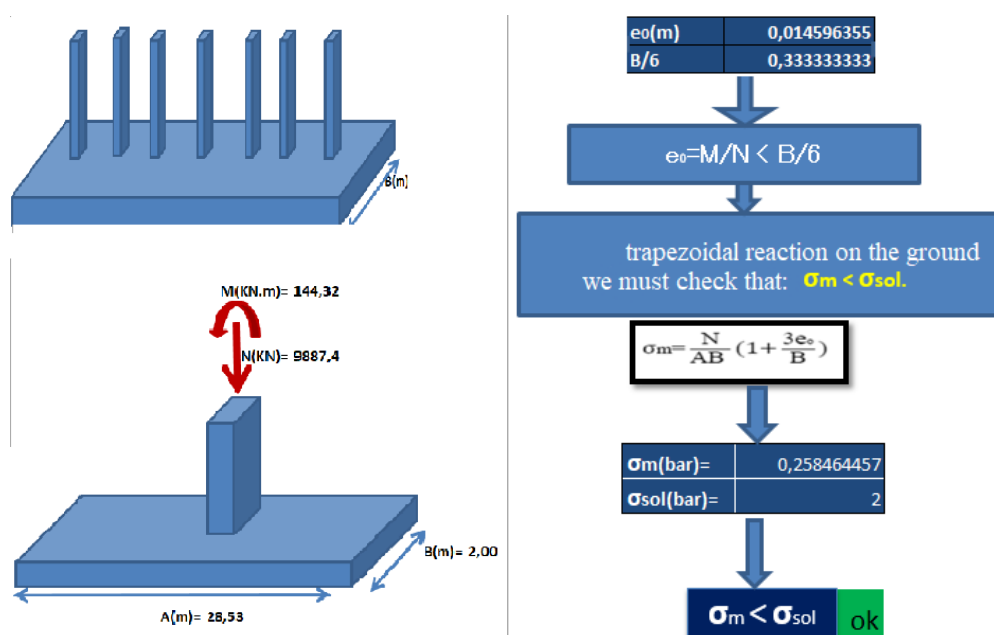 B(m)
M(KN.m)= 144,32
N(KN)= 9887,4
B(m)= 2,00
A(m)= 28,53
e₀(m) 0,014596355
B/6 0,333333333
e₀=M/N < B/6
trapezoidal reaction on the ground
we must check that: σm < σsol.
σm= N/AB (1+ 3e₀/B)
σm(bar)= 0,258464457
σsol(bar)= 2
σm < σsol ok